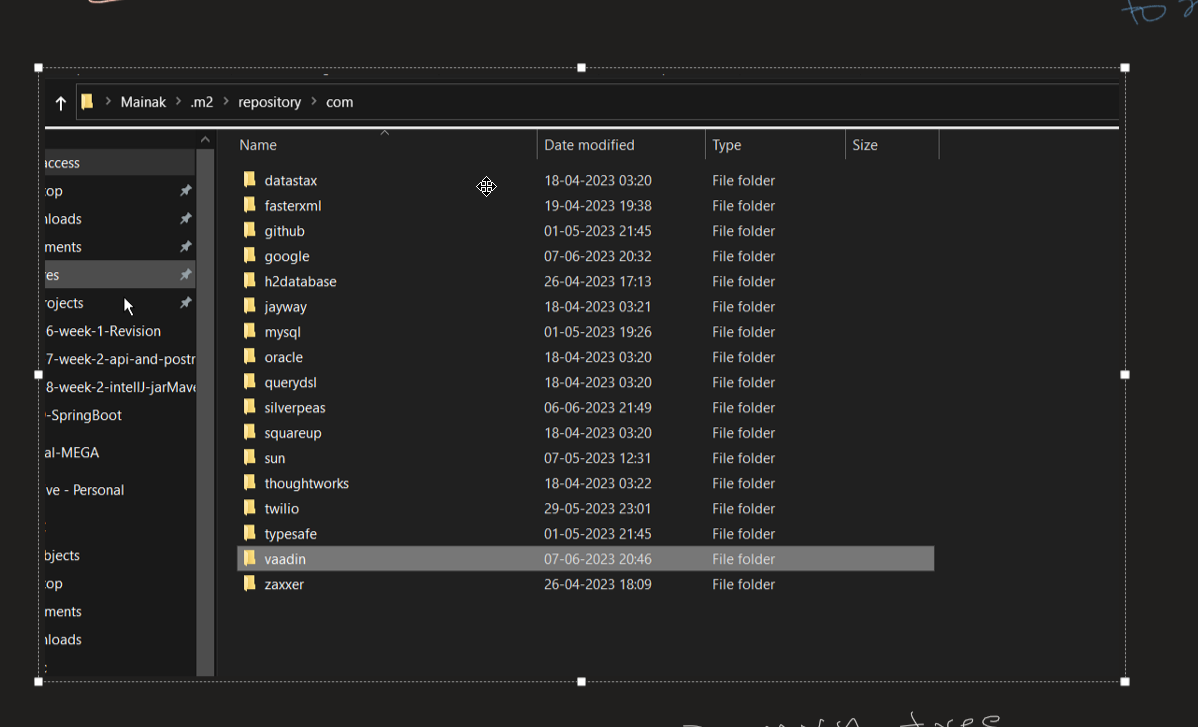 to
Mainak > .m2 > repository > com
Name Date modified Type Size
access
top
nloads
ments
res
rojects
6-week-1-Revision
7-week-2-api-and-postr
8-week-2-intellJ-jarMave
-SpringBoot
al-MEGA
ve - Personal
bjects
top
ments
nloads
datastax 18-04-2023 03:20 File folder
fasterxml 19-04-2023 19:38 File folder
github 01-05-2023 21:45 File folder
google 07-06-2023 20:32 File folder
h2database 26-04-2023 17:13 File folder
jayway 18-04-2023 03:21 File folder
mysql 01-05-2023 19:26 File folder
oracle 18-04-2023 03:20 File folder
querydsl 18-04-2023 03:20 File folder
silverpeas 06-06-2023 21:49 File folder
squareup 18-04-2023 03:20 File folder
sun 07-05-2023 12:31 File folder
thoughtworks 18-04-2023 03:22 File folder
twilio 29-05-2023 23:01 File folder
typesafe 01-05-2023 21:45 File folder
vaadin 07-06-2023 20:46 File folder
zaxxer 26-04-2023 18:09 File folder